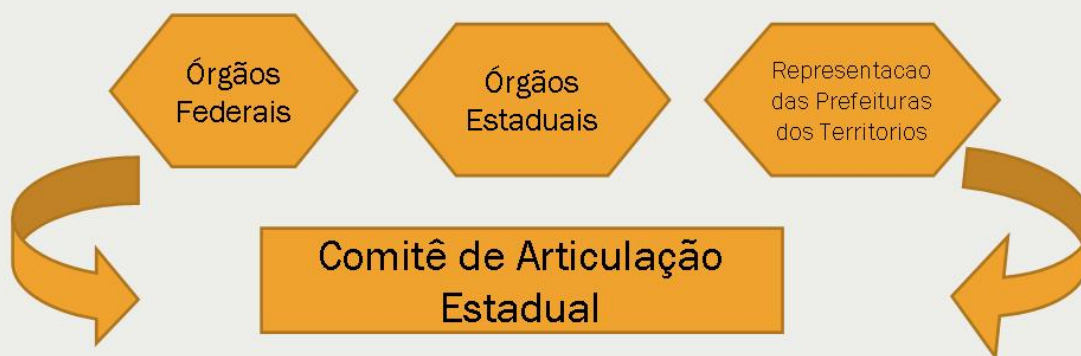 Órgãos
Federais
Órgãos
Estaduais
Representacao
das Prefeituras
dos Territorios
Comitê de Articulação
Estadual